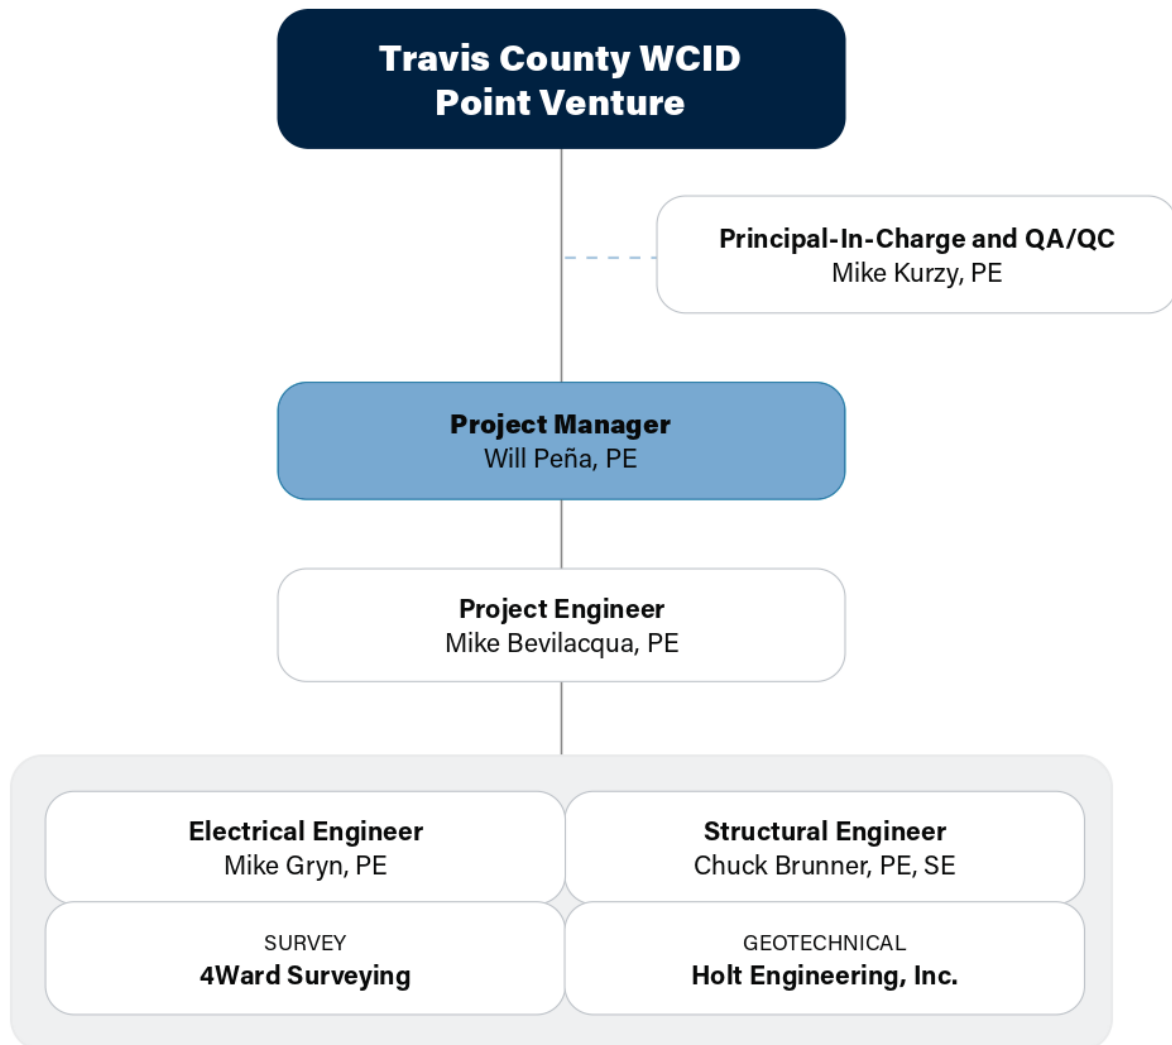 Travis County WCID
Point Venture
Principal-In-Charge and QA/QC
Mike Kurzy, PE
Project Manager
Will Peña, PE
Project Engineer
Mike Bevilacqua, PE
Electrical Engineer
Mike Gryn, PE
Structural Engineer
Chuck Brunner, PE, SE
SURVEY
4Ward Surveying
GEOTECHNICAL
Holt Engineering, Inc.